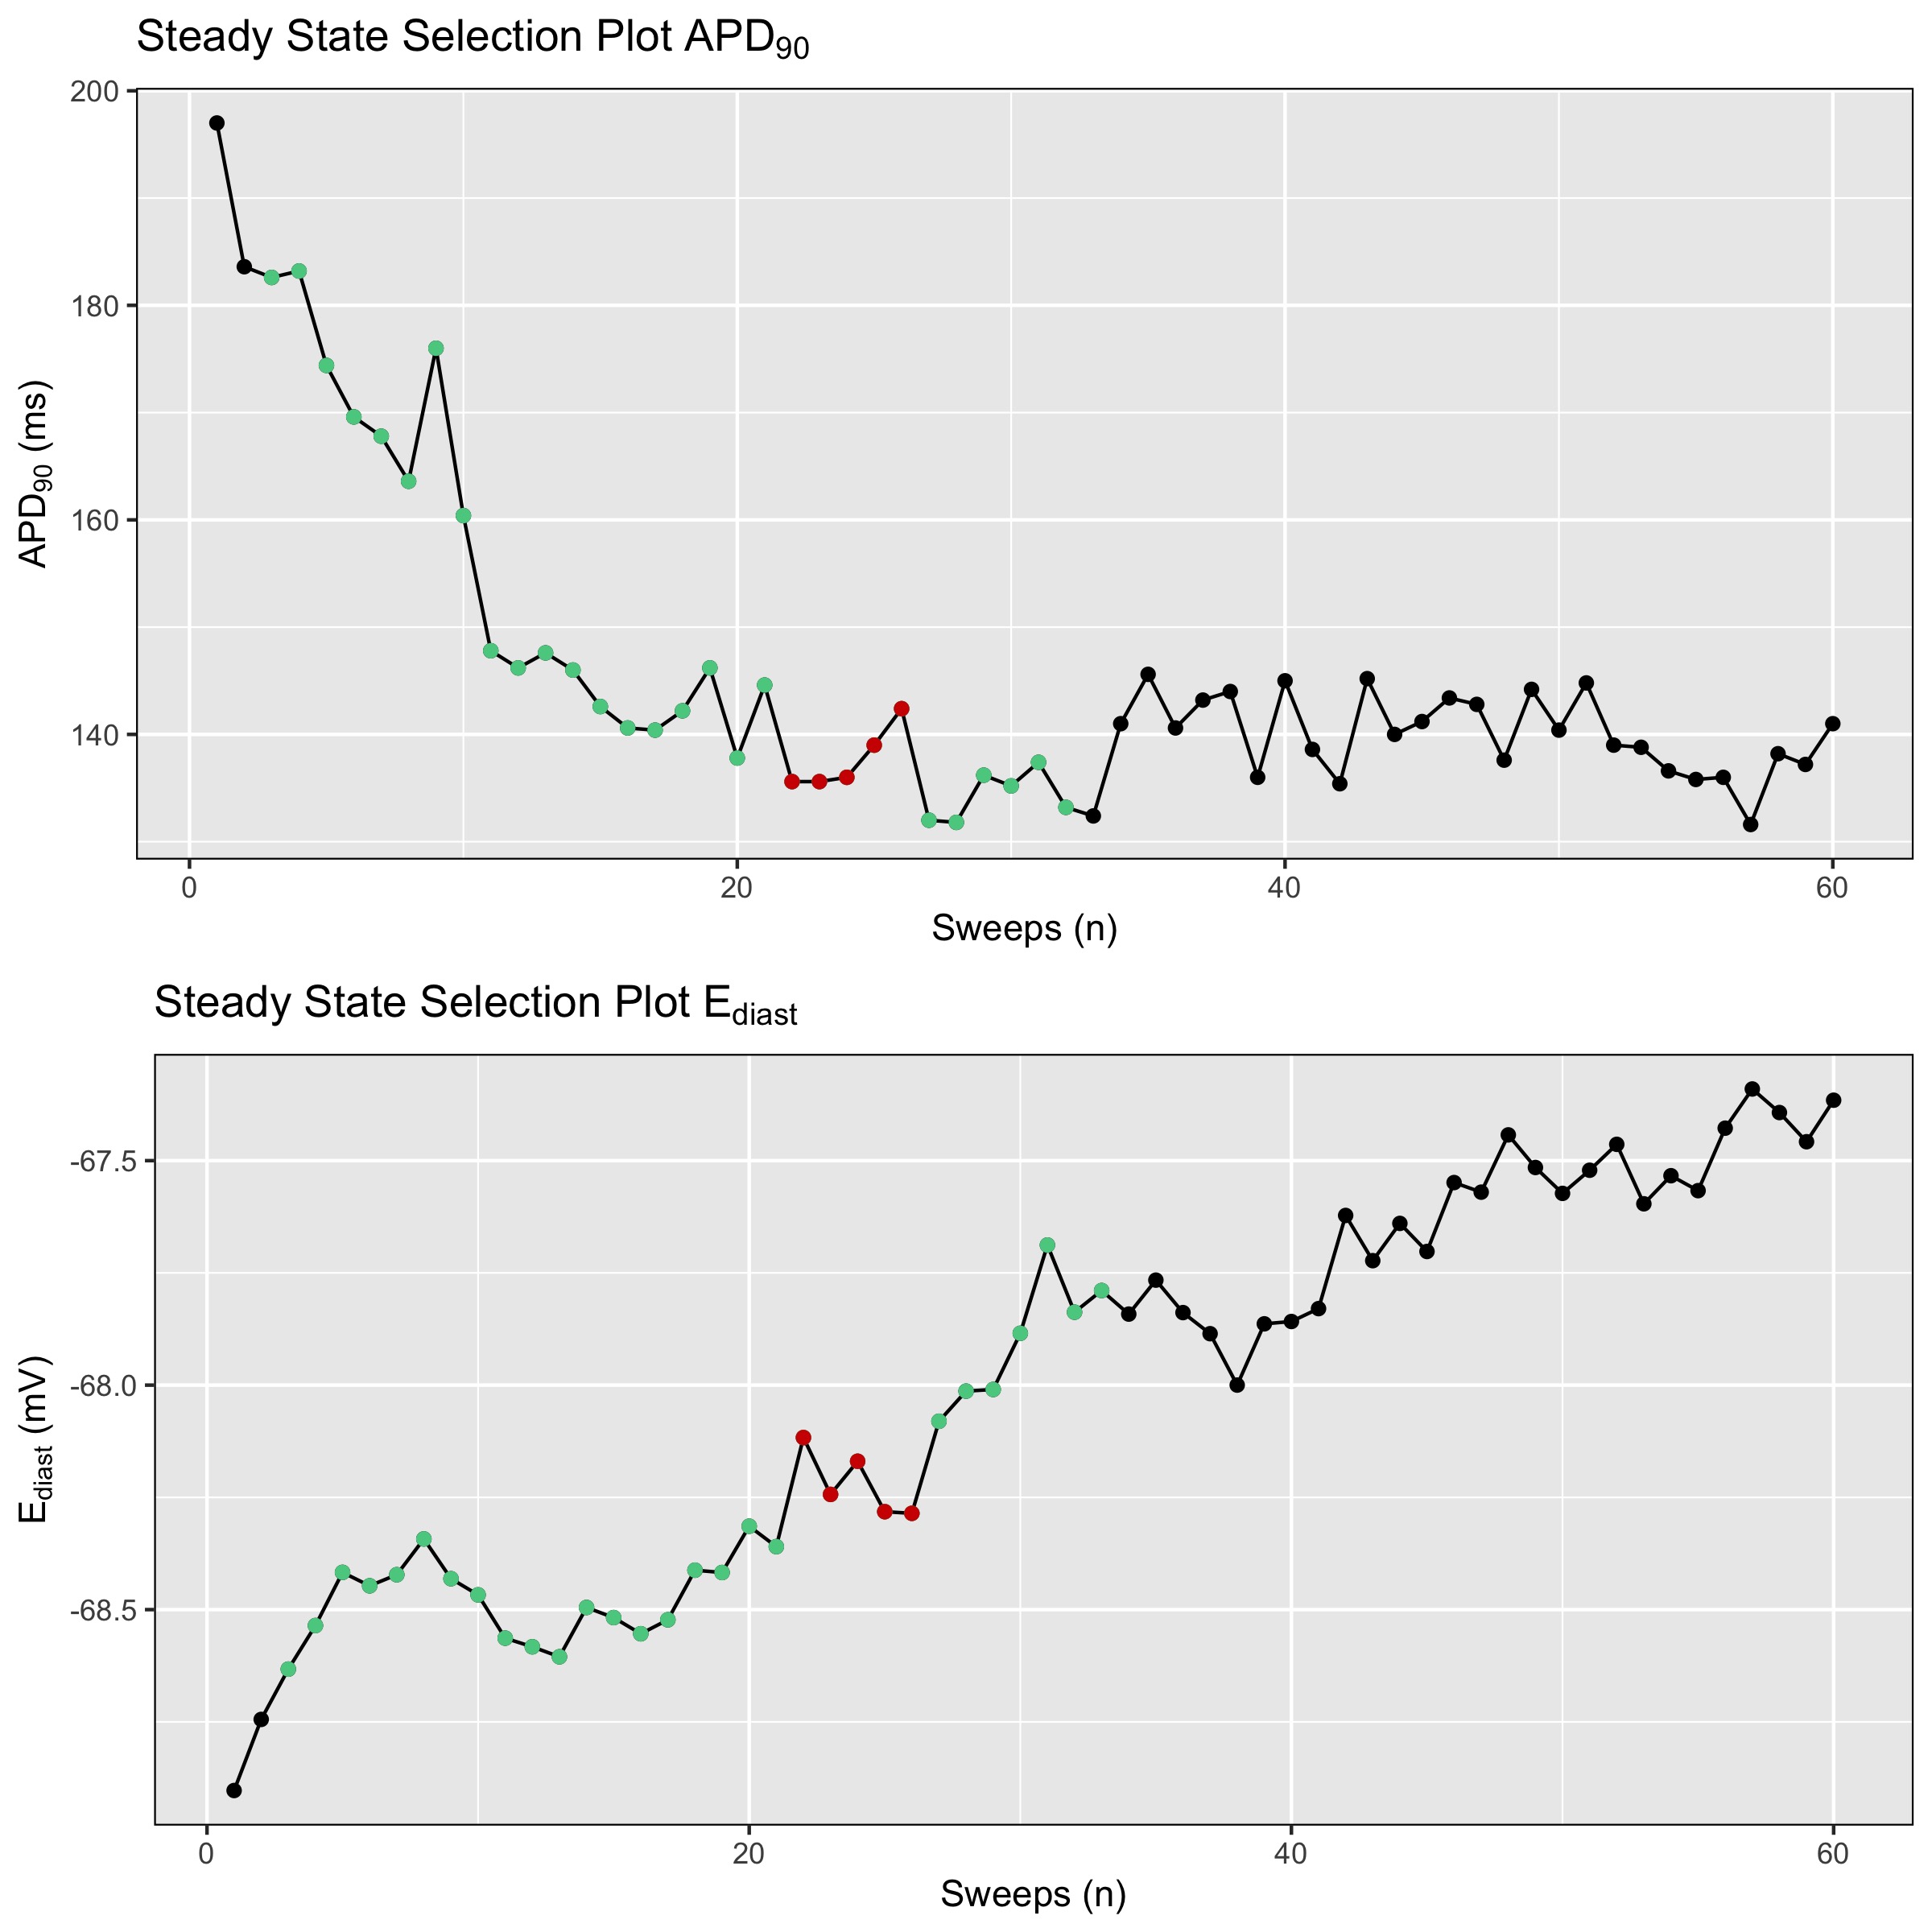 Steady State Selection Plot APD90
200
180
160
140
APD90 (ms)
0 20 40 60
Sweeps (n)
Steady State Selection Plot Ediast
-67.5
-68.0
-68.5
Ediast (mV)
0 20 40 60
Sweeps (n)